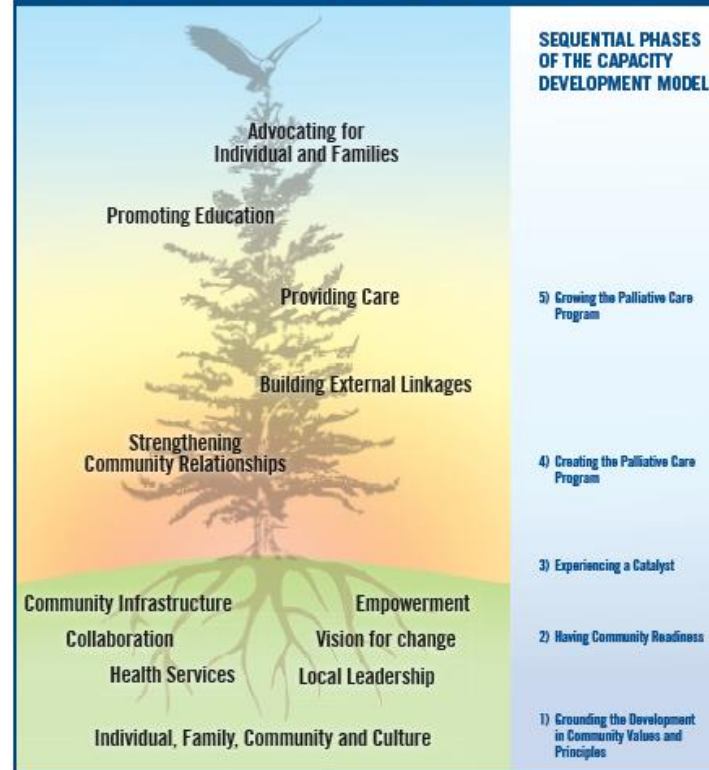 SEQUENTIAL PHASES
OF THE CAPACITY
DEVELOPMENT MODEL
Advocating for
Individual and Families
Promoting Education
Providing Care
5) Growing the Palliative Care
Program
Building External Linkages
Strengthening
Community Relationships
4) Creating the Palliative Care
Program
3) Experiencing a Catalyst
Community Infrastructure
Empowerment
Collaboration
Vision for change
2) Having Community Readiness
Health Services
Local Leadership
Individual, Family, Community and Culture
1) Grounding the Development
in Community Values and
Principles